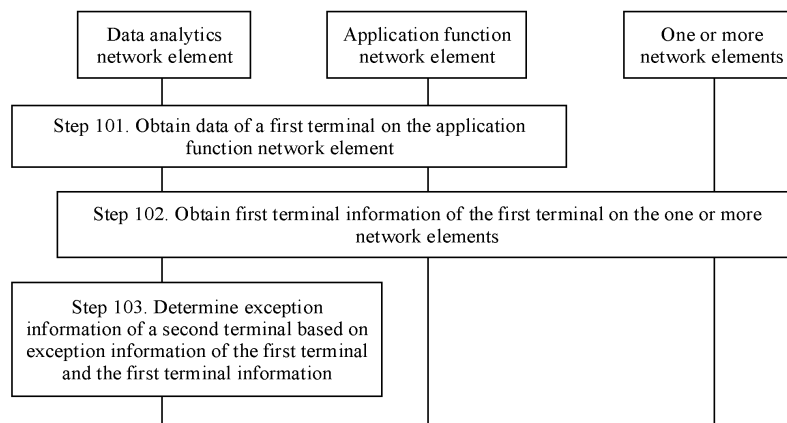 Data analytics
network element
Application function
network element
One or more
network elements
Step 101. Obtain data of a first terminal on the application
function network element
Step 102. Obtain first terminal information of the first terminal on the one or more
network elements
Step 103. Determine exception
information of a second terminal based on
exception information of the first terminal
and the first terminal information